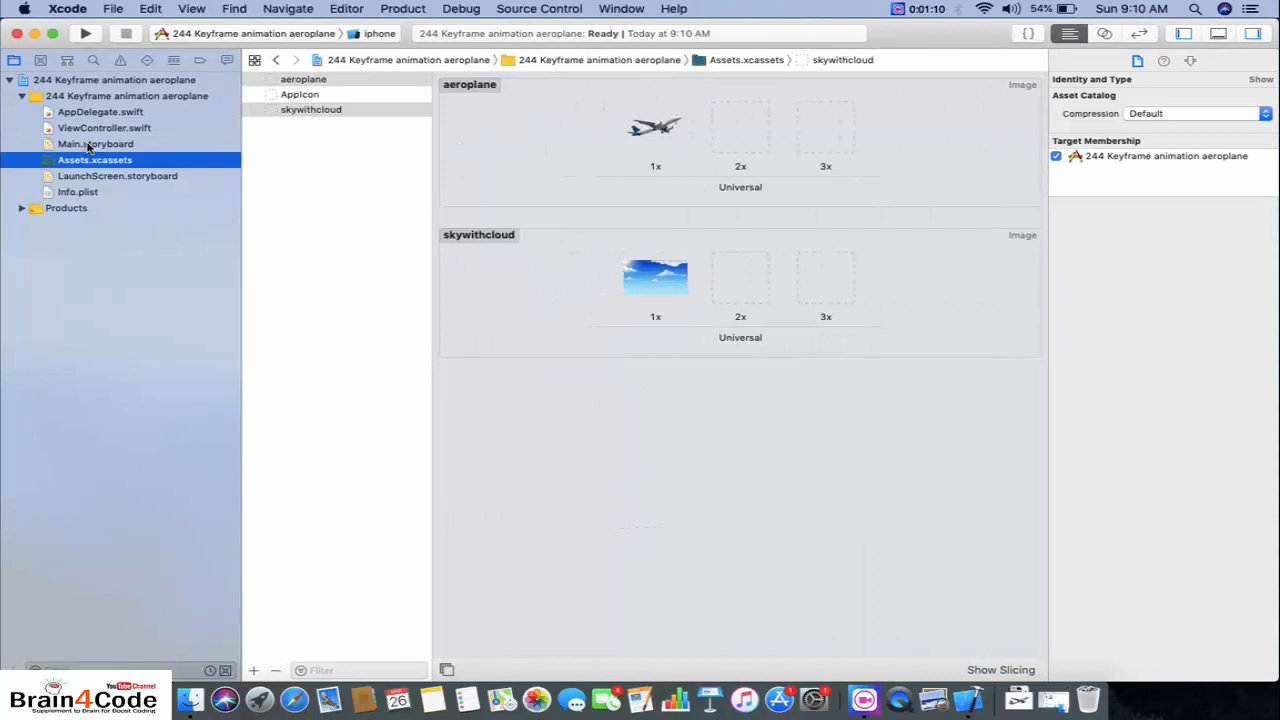 Xcode File Edit View Find Navigate Product Debug Source Control Window Help 00:01:10 54% Sun 9:10 AM
244 Keyframe animation aeroplane iphone 244 Keyframe animation aeroplane: Ready | Today at 9:10 AM {}
244 Keyframe animation aeroplane 244 Keyframe animation aeroplane Assets.xcassets skywithcloud
244 Keyframe animation aeroplane
244 Keyframe animation aeroplane
AppDelegate.swift
ViewController.swift
Main.storyboard
Assets.xcassets
LaunchScreen.storyboard
Info.plist
Products
aeroplane
AppIcon
skywithcloud
aeroplane Image
1x 2x 3x
Universal
skywithcloud Image
1x 2x 3x
Universal
Identity and Type Show
Asset Catalog
Compression Default
Target Membership
244 Keyframe animation aeroplane
Filter Filter Show Slicing
YouTube Channel
Brain4Code
Supplement to Brain for Boost Coding
26
4
1
1